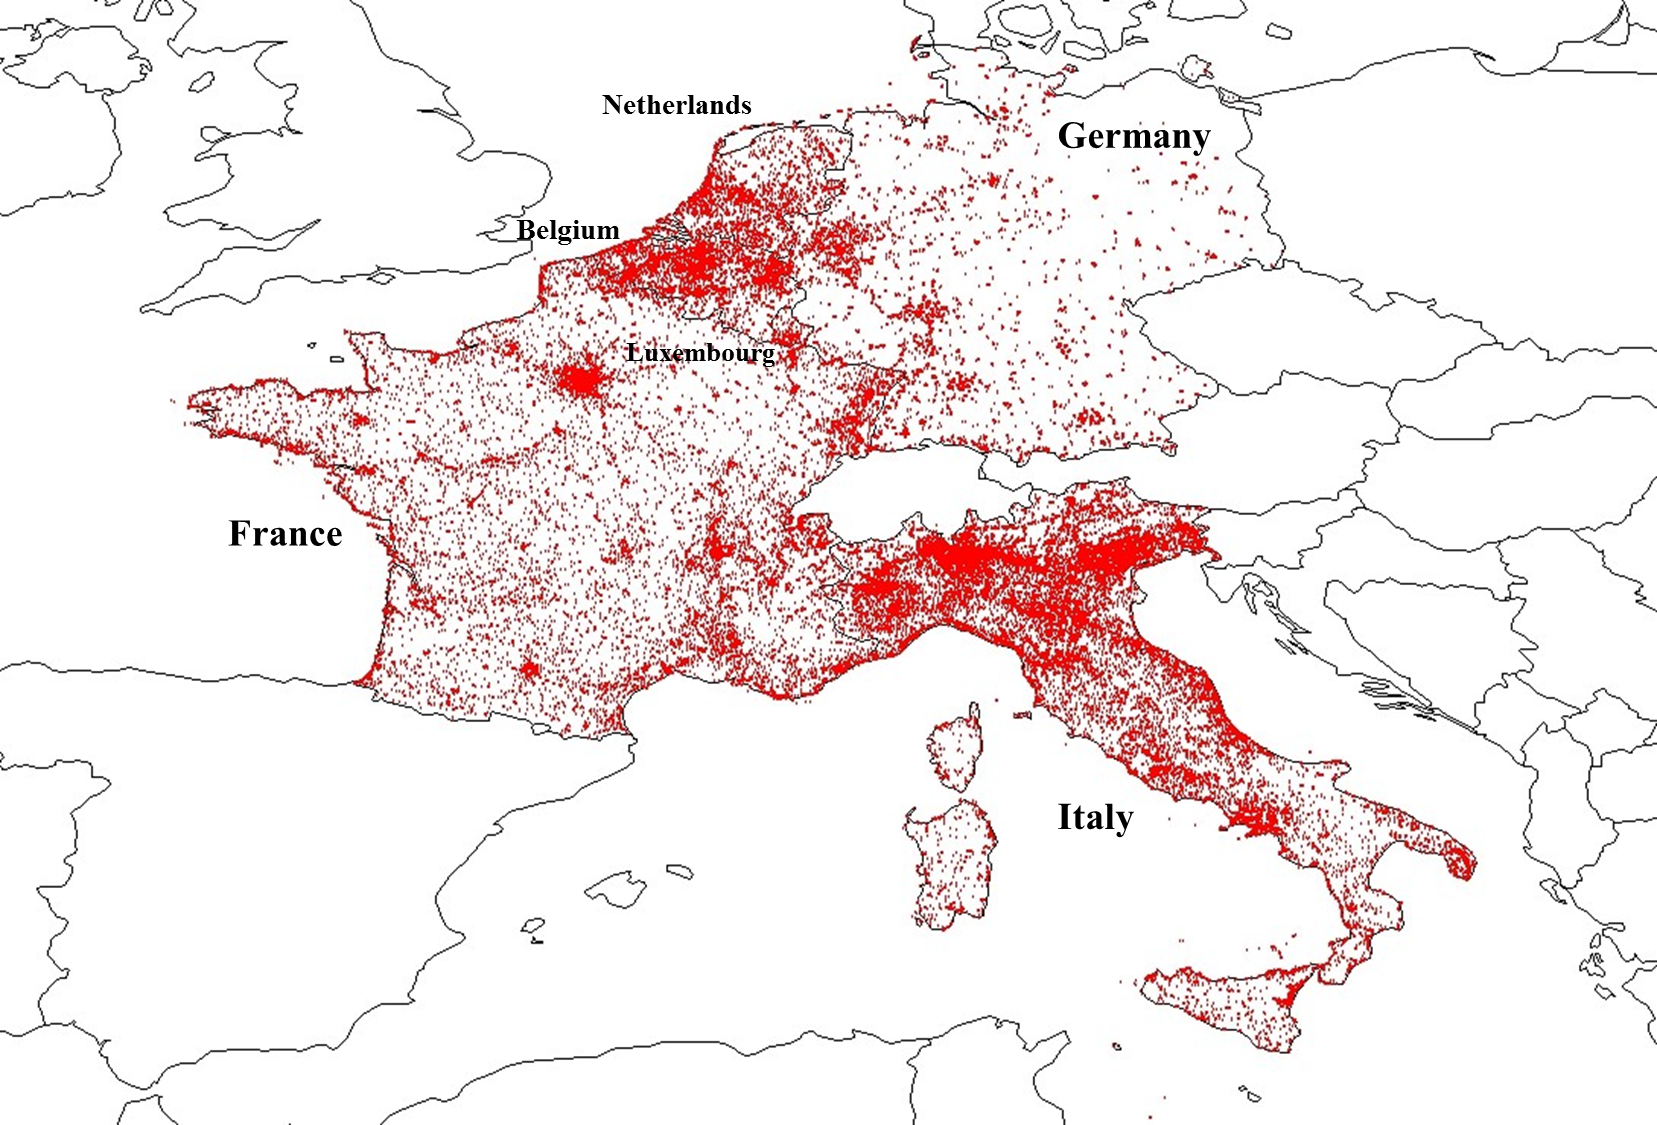 Netherlands
Germany
Belgium
Luxembourg
France
Italy